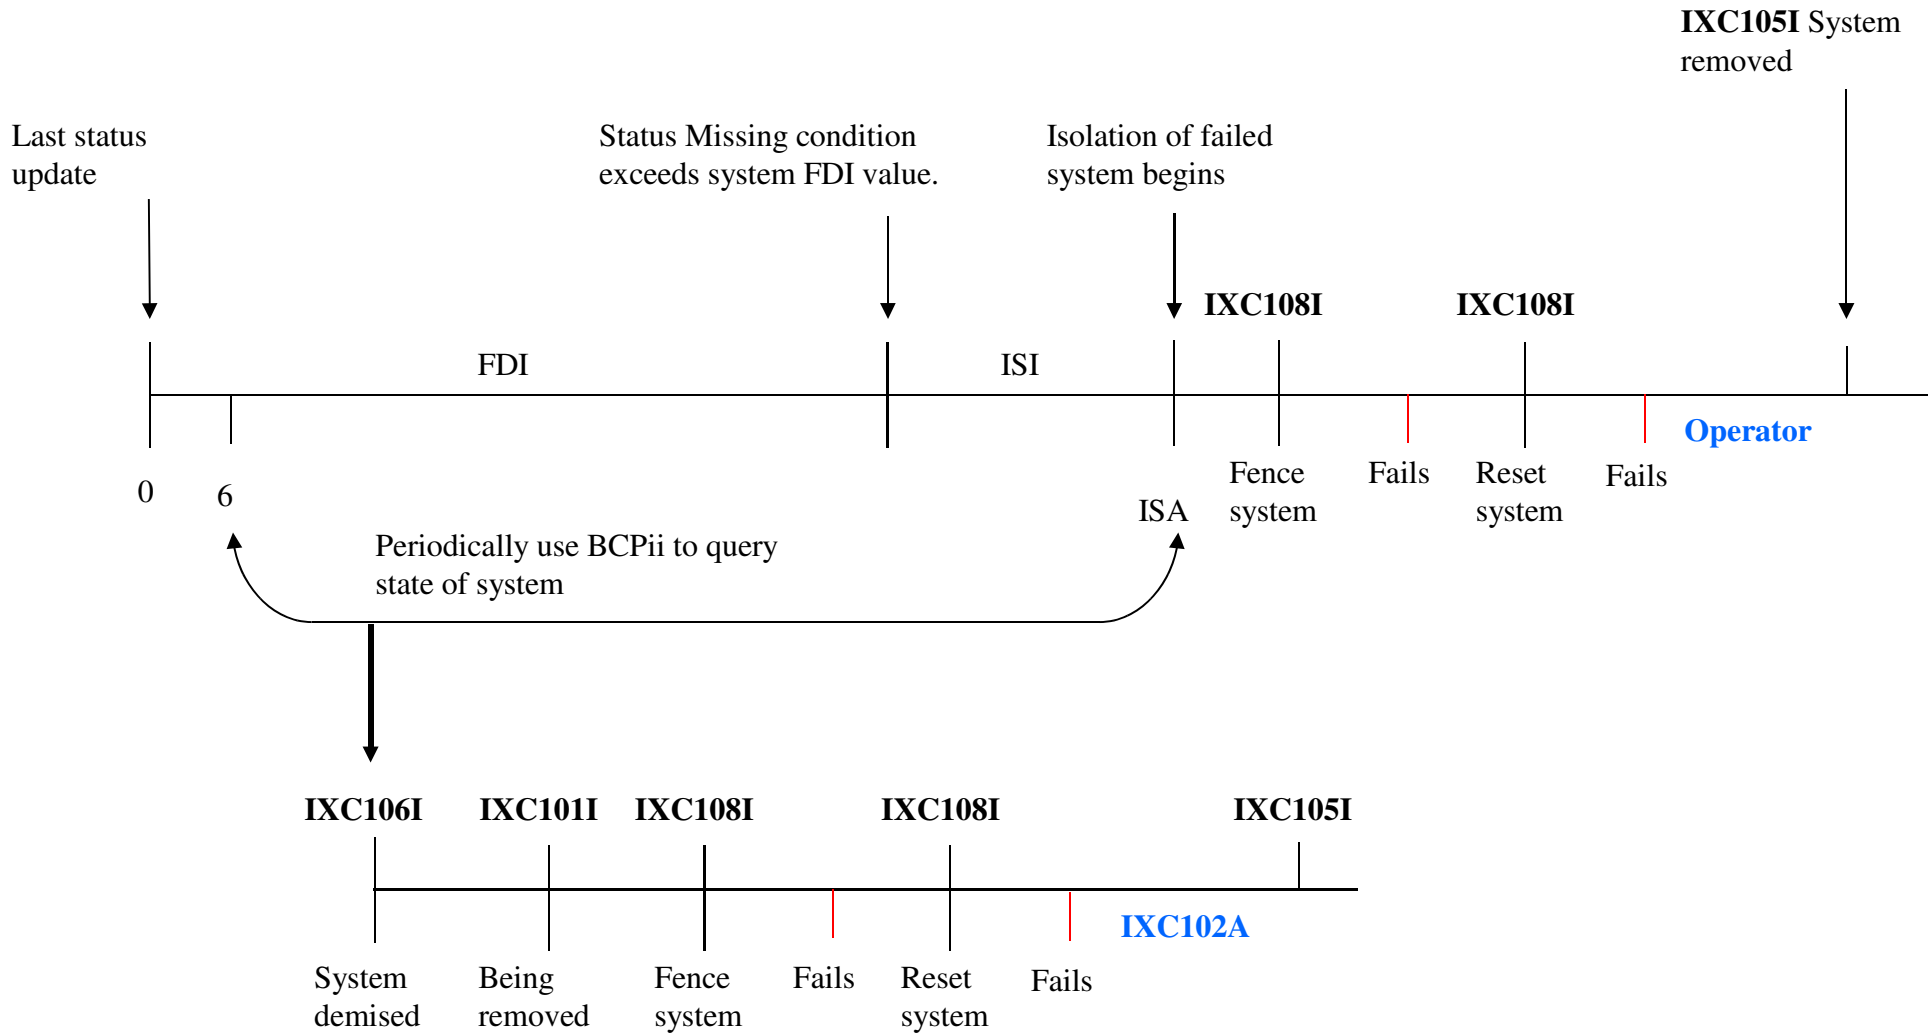 IXC105I System
removed
Last status
update
Status Missing condition
exceeds system FDI value.
Isolation of failed
system begins
IXC108I
IXC108I
FDI
ISI
Operator
0
6
ISA
Fence
system
Fails
Reset
system
Fails
Periodically use BCPii to query
state of system
IXC106I
IXC101I
IXC108I
IXC108I
IXC105I
IXC102A
System
demised
Being
removed
Fence
system
Fails
Reset
system
Fails